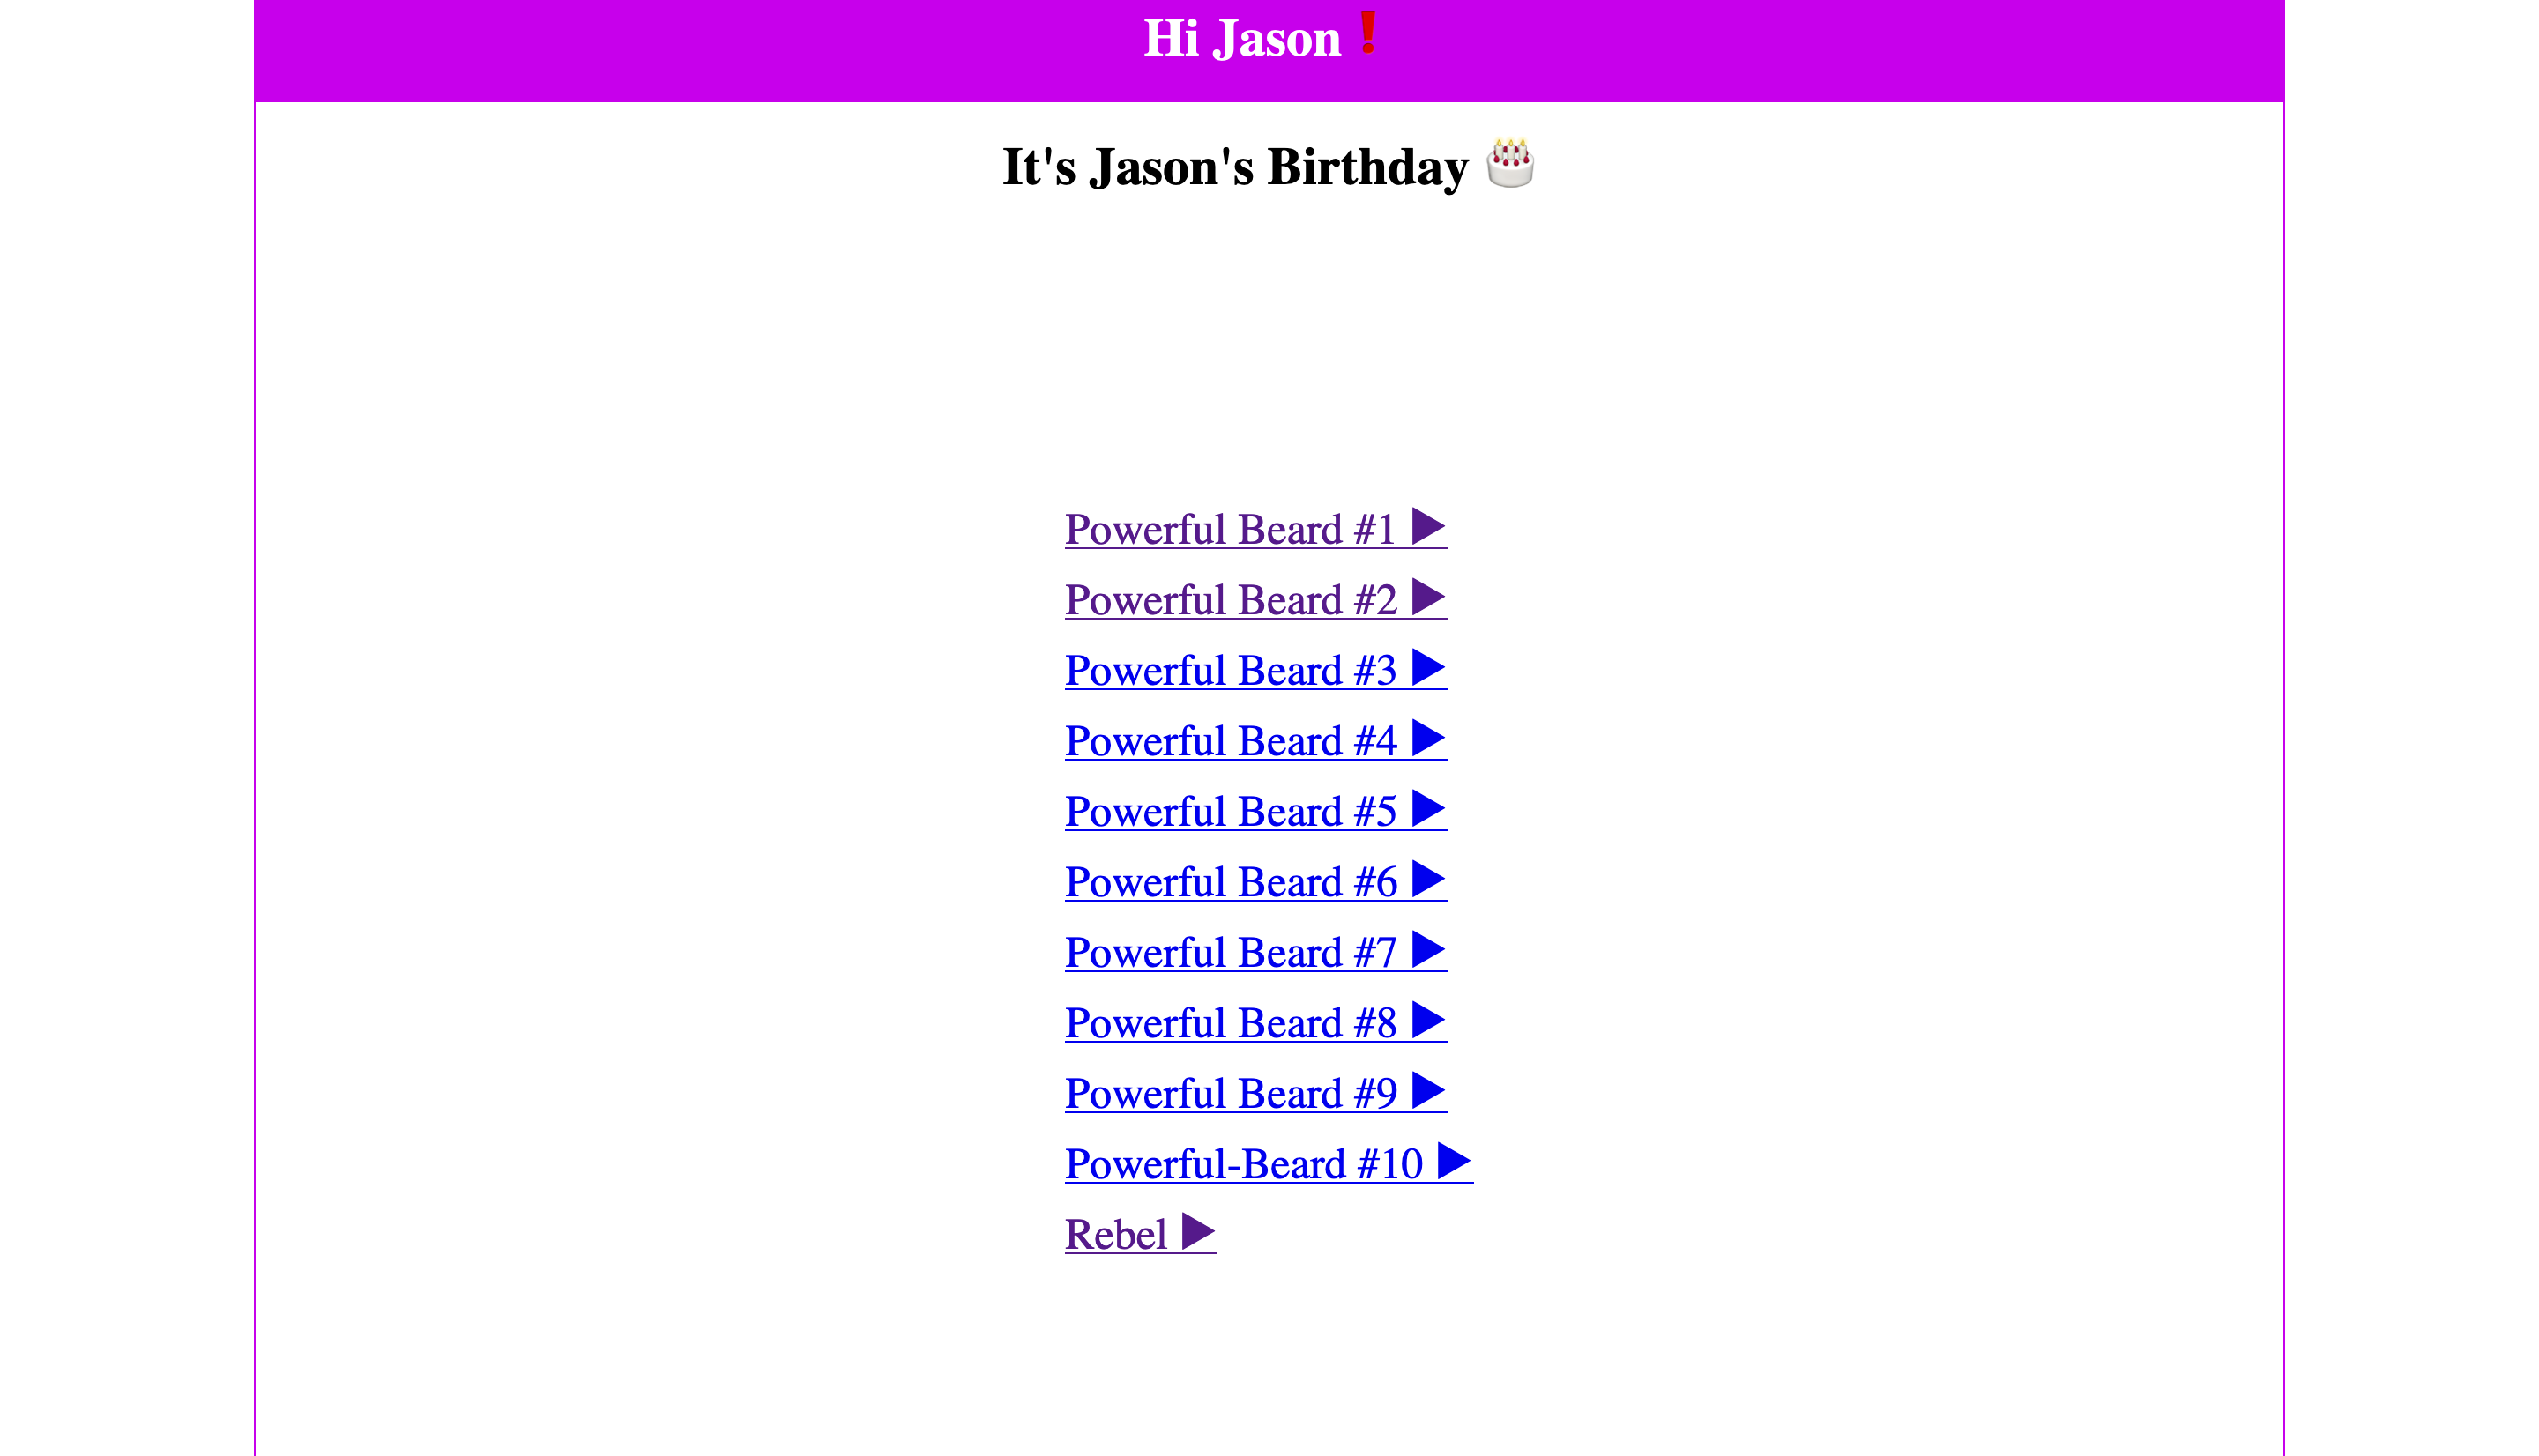 Hi Jason❗
It's Jason's Birthday 🎂
Powerful Beard #1 ▶
Powerful Beard #2 ▶
Powerful Beard #3 ▶
Powerful Beard #4 ▶
Powerful Beard #5 ▶
Powerful Beard #6 ▶
Powerful Beard #7 ▶
Powerful Beard #8 ▶
Powerful Beard #9 ▶
Powerful-Beard #10 ▶
Rebel ▶